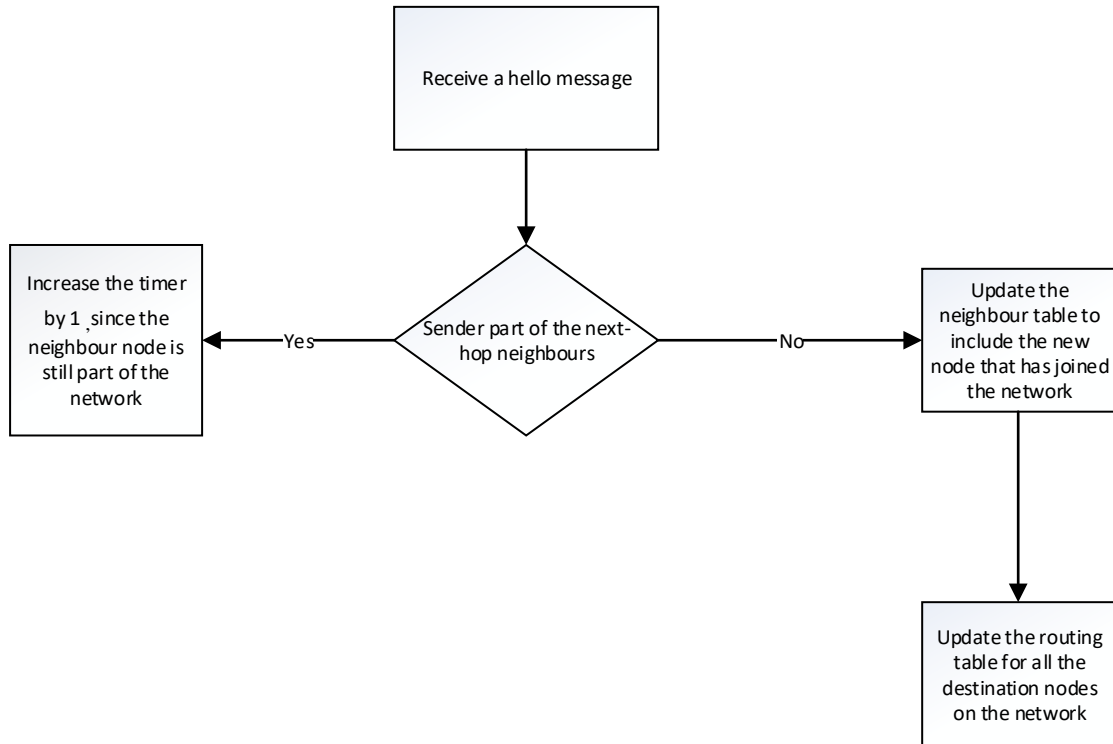 Receive a hello message
Increase the timer
by 1 ,since the
neighbour node is
still part of the
network
Yes
Sender part of the next-
hop neighbours
No
Update the
neighbour table to
include the new
node that has joined
the network
Update the routing
table for all the
destination nodes
on the network